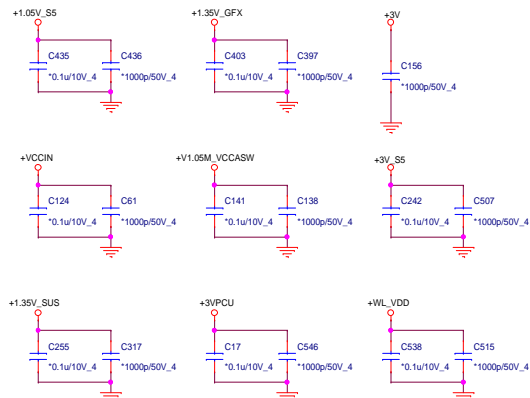 +1.05V_S5
C435
*0.1u/10V_4
C436
*1000p/50V_4
+1.35V_GFX
C403
*0.1u/10V_4
C397
*1000p/50V_4
+3V
C156
*1000p/50V_4
+VCCIN
C124
*0.1u/10V_4
C61
*1000p/50V_4
+V1.05M_VCCASW
C141
*0.1u/10V_4
C138
*1000p/50V_4
+3V_S5
C242
*0.1u/10V_4
C507
*1000p/50V_4
+1.35V_SUS
C255
*0.1u/10V_4
C317
*1000p/50V_4
+3VPCU
C17
*0.1u/10V_4
C546
*1000p/50V_4
+WL_VDD
C538
*0.1u/10V_4
C515
*1000p/50V_4